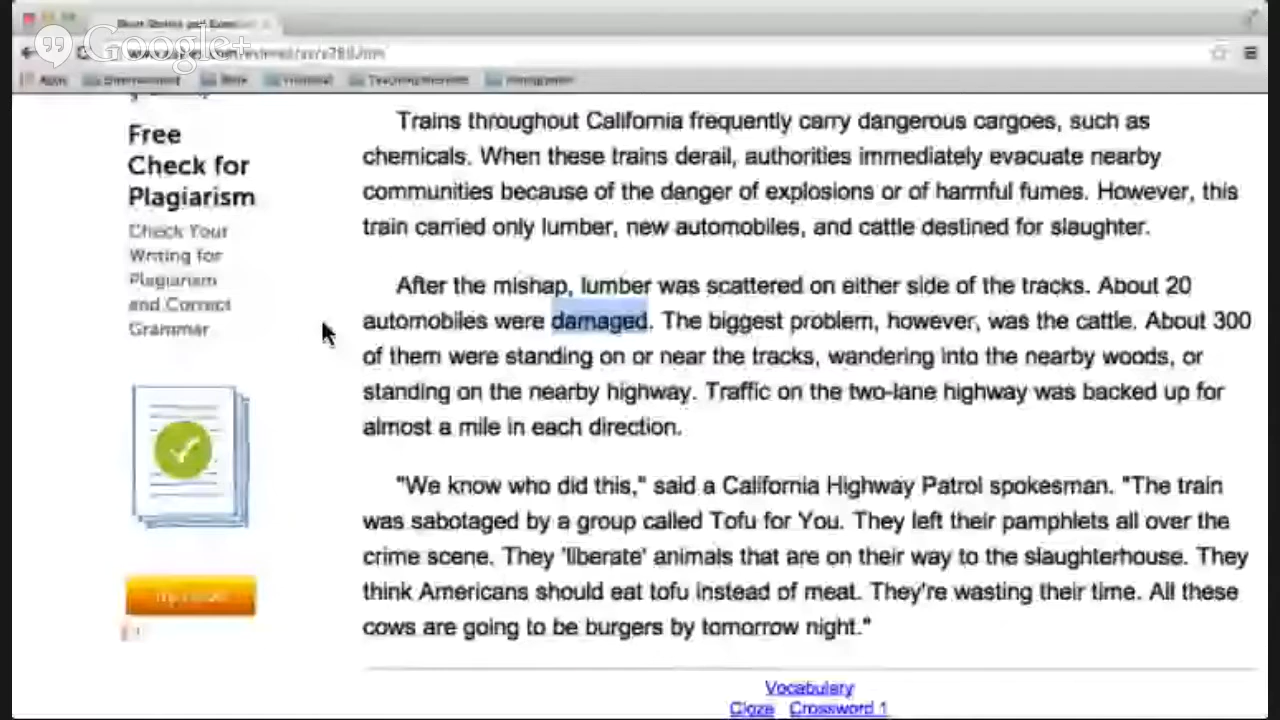 Google+
Free
Check for
Plagiarism
Check Your
Writing for
Plagiarism
and Correct
Grammar
Trains throughout California frequently carry dangerous cargoes, such as
chemicals. When these trains derail, authorities immediately evacuate nearby
communities because of the danger of explosions or of harmful fumes. However, this
train carried only lumber, new automobiles, and cattle destined for slaughter.
After the mishap, lumber was scattered on either side of the tracks. About 20
automobiles were damaged. The biggest problem, however, was the cattle. About 300
of them were standing on or near the tracks, wandering into the nearby woods, or
standing on the nearby highway. Traffic on the two-lane highway was backed up for
almost a mile in each direction.
"We know who did this," said a California Highway Patrol spokesman. "The train
was sabotaged by a group called Tofu for You. They left their pamphlets all over the
crime scene. They 'liberate' animals that are on their way to the slaughterhouse. They
think Americans should eat tofu instead of meat. They're wasting their time. All these
cows are going to be burgers by tomorrow night."
Vocabulary
Cloze Crossword 1